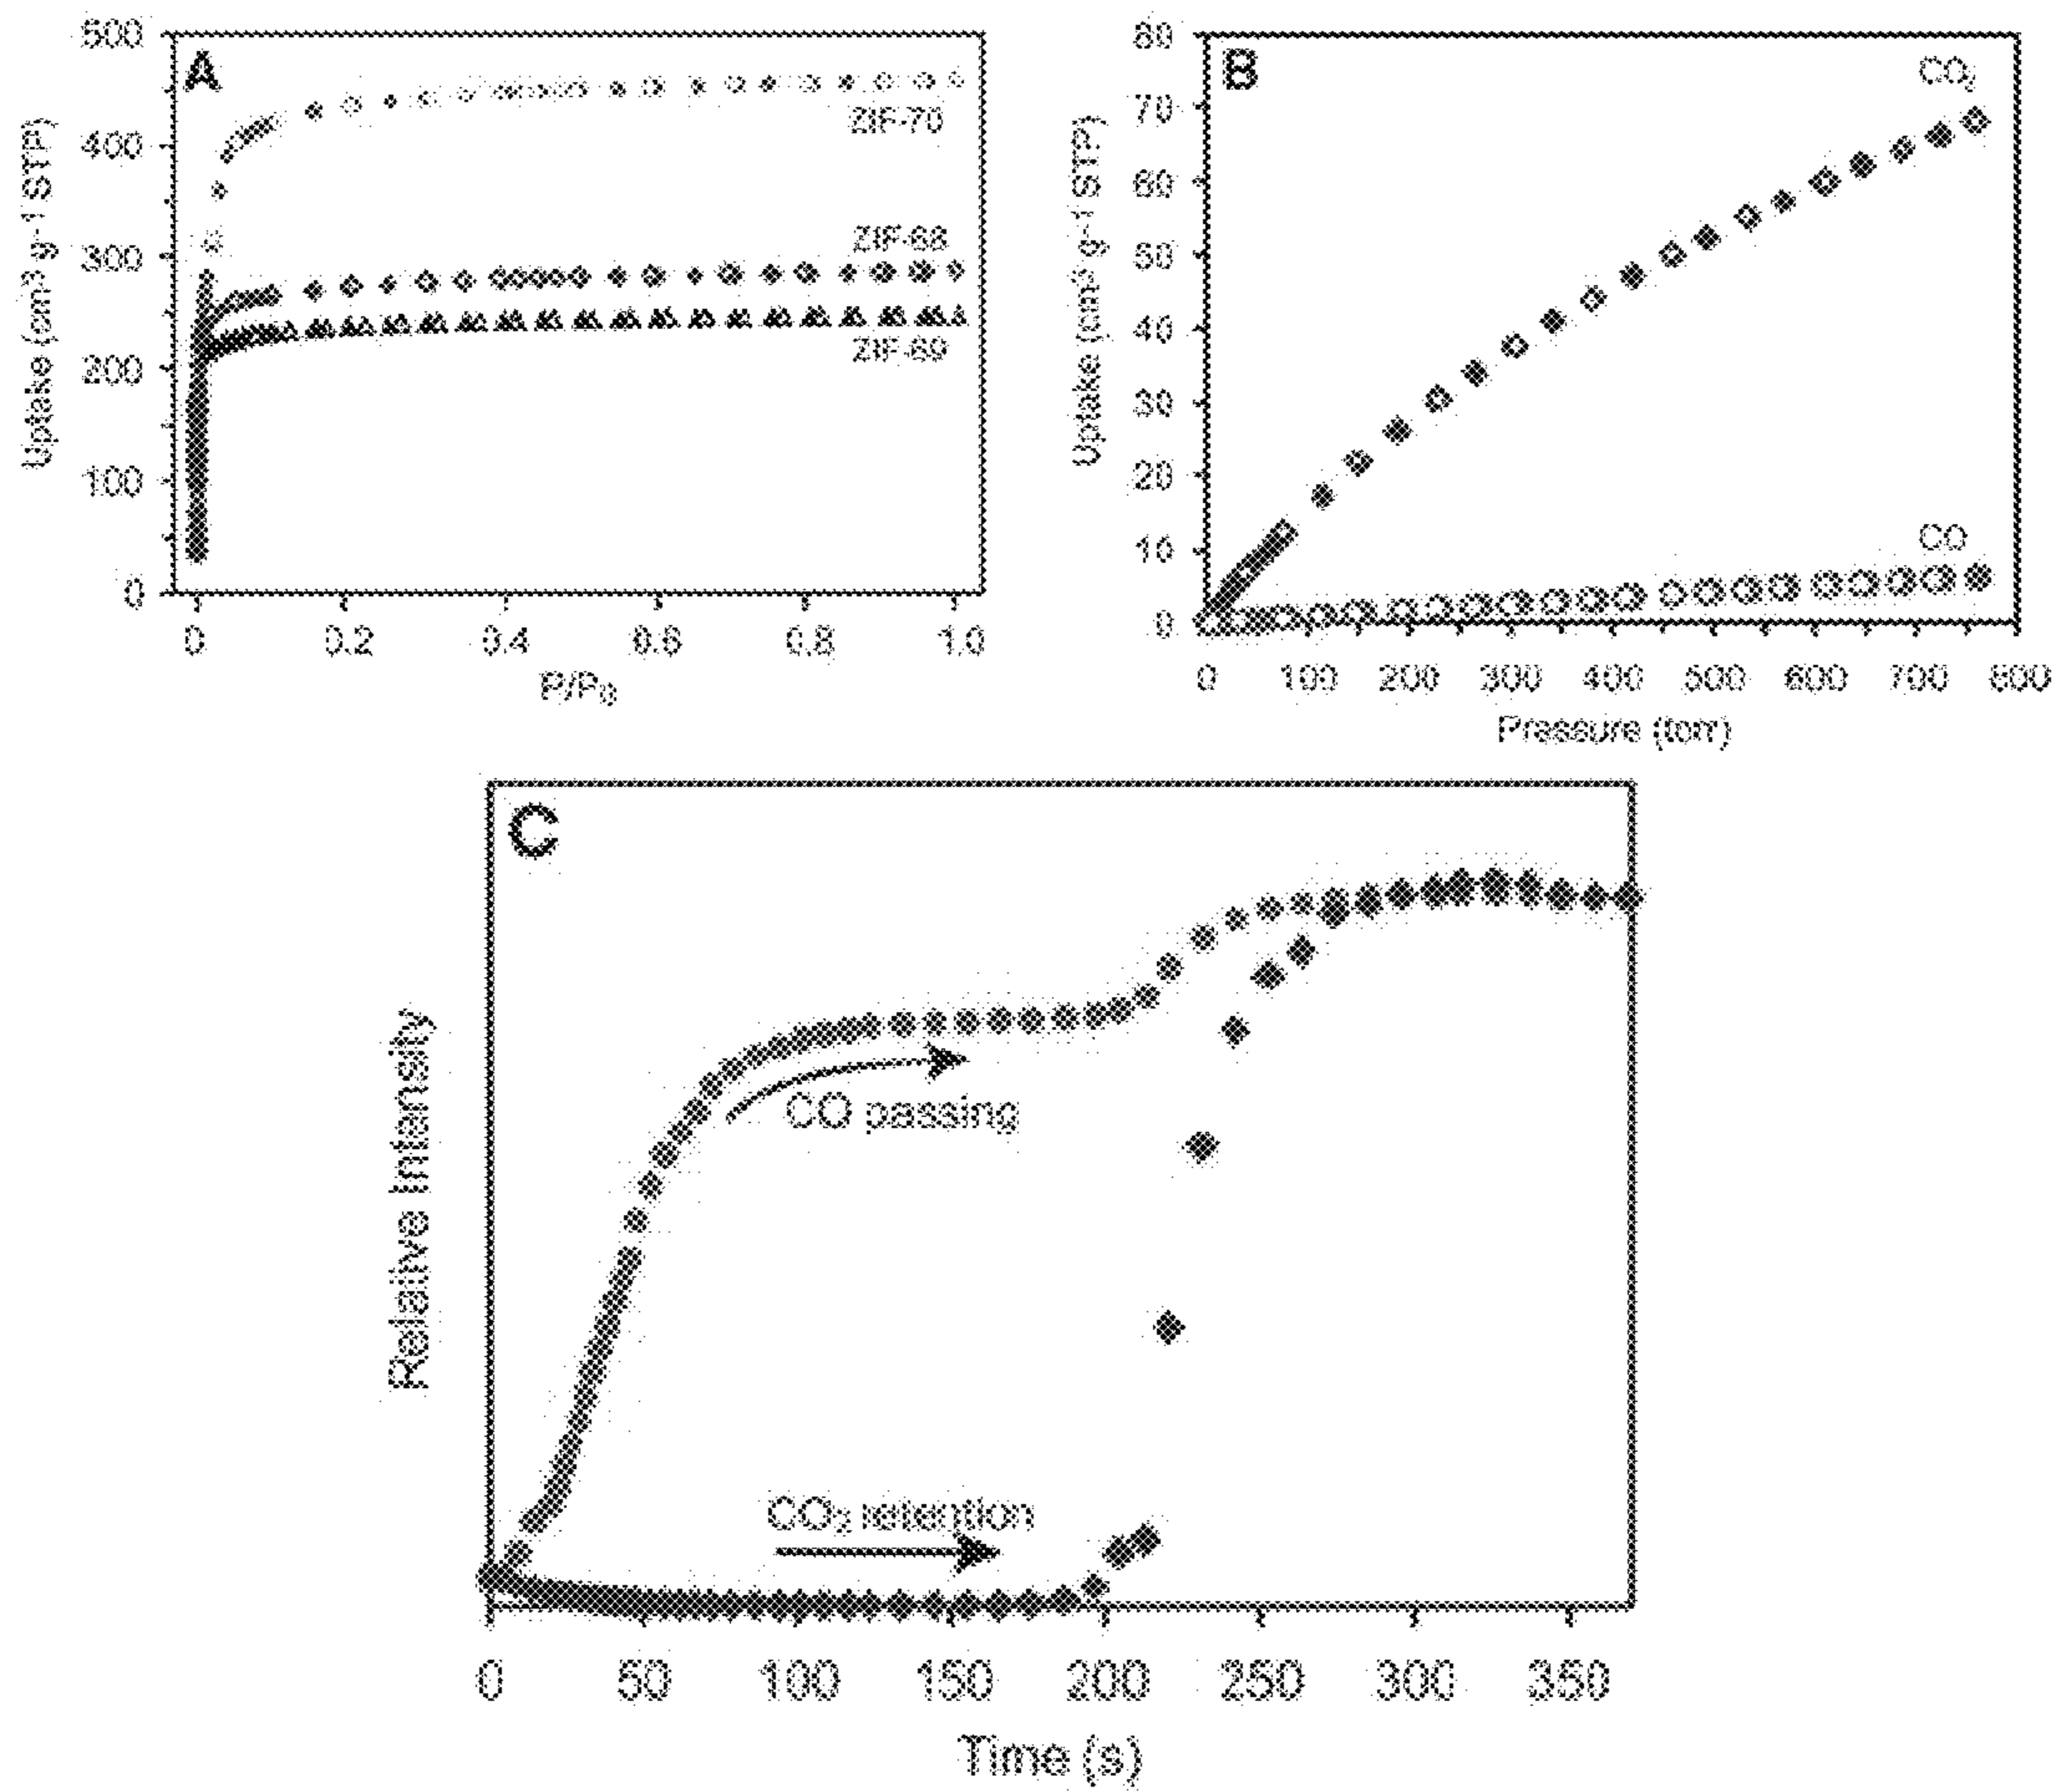 A
500
400
300
200
100
0
Uptake (cm³ g⁻¹ STP)
ZIF-70
ZIF-68
ZIF-69
0 0.2 0.4 0.6 0.8 1.0
P/P₀
B
80
70
60
50
40
30
20
10
0
Uptake (cm³ g⁻¹ STP)
CO₂
CO
0 100 200 300 400 500 600 700 800
Pressure (torr)
C
Relative Intensity
CO passing
CO₂ retention
0 50 100 150 200 250 300 350
Time (s)